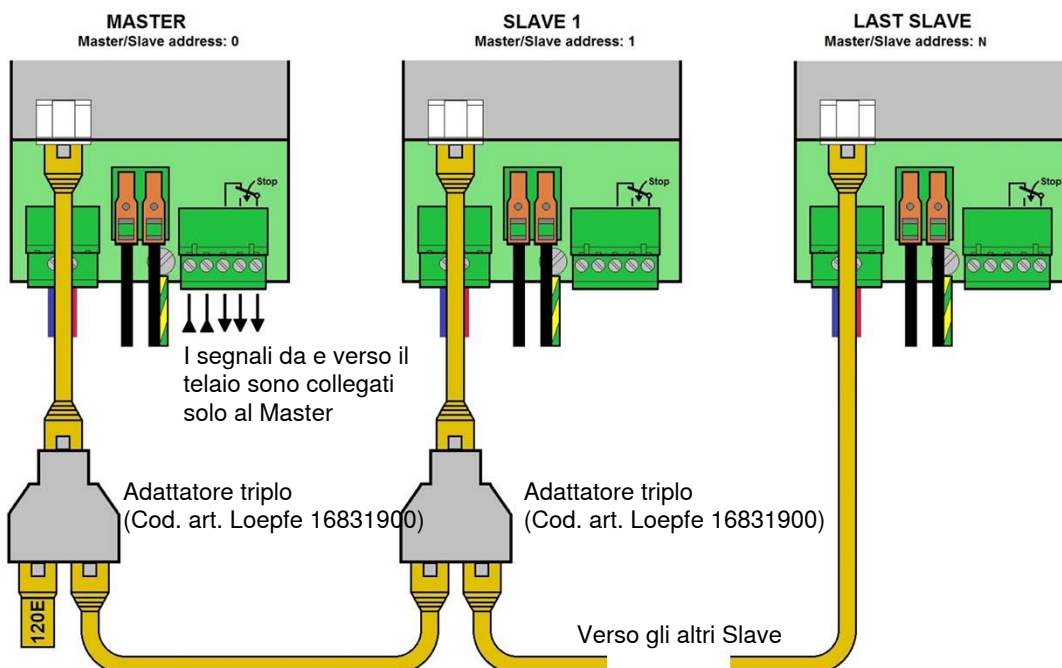 MASTER
Master/Slave address: 0
SLAVE 1
Master/Slave address: 1
LAST SLAVE
Master/Slave address: N
Stop
Stop
Stop
I segnali da e verso il
telaio sono collegati
solo al Master
Adattatore triplo
(Cod. art. Loepfe 16831900)
Adattatore triplo
(Cod. art. Loepfe 16831900)
120E
Verso gli altri Slave